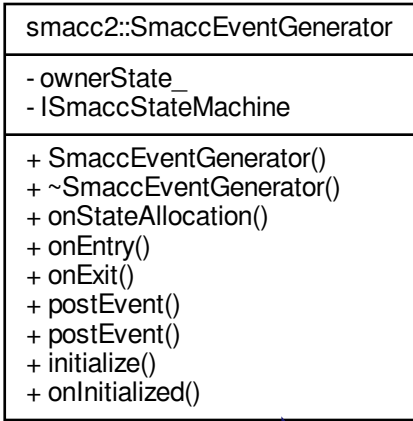 smacc2::SmaccEventGenerator
- ownerState_
- ISmaccStateMachine
+ SmaccEventGenerator()
+ ~SmaccEventGenerator()
+ onStateAllocation()
+ onEntry()
+ onExit()
+ postEvent()
+ postEvent()
+ initialize()
+ onInitialized()